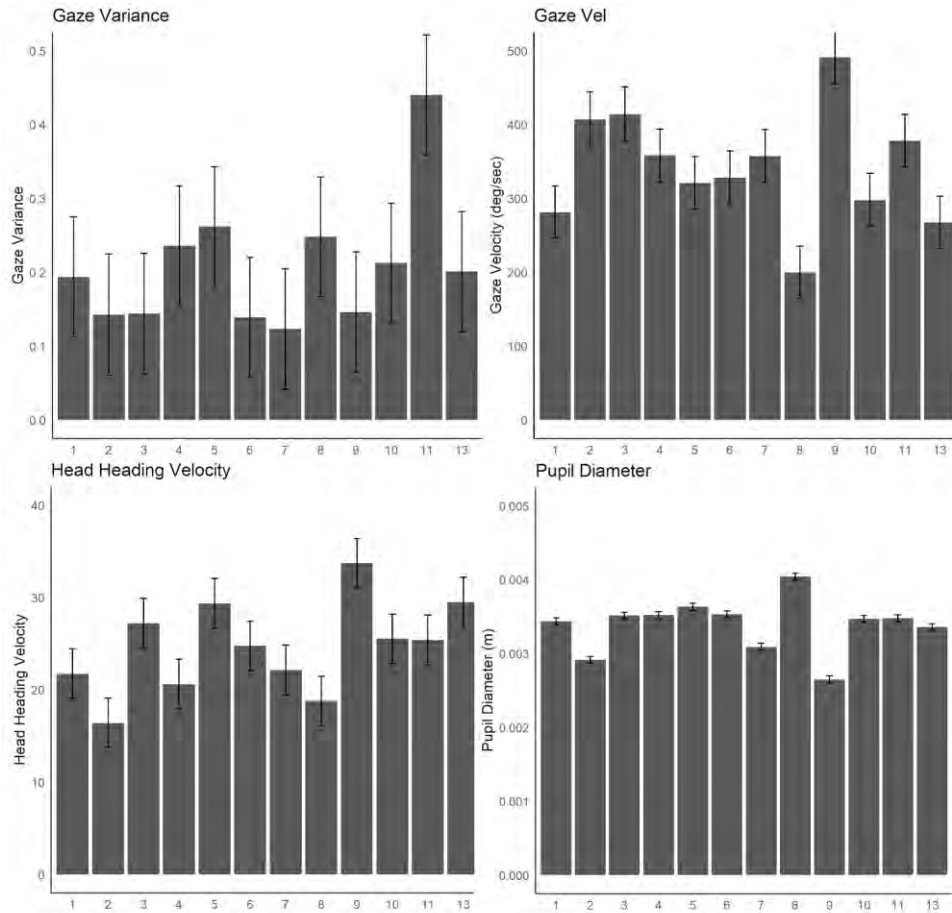 Gaze Variance
Gaze Variance
0.5
0.4
0.3
0.2
0.1
0.0
1 2 3 4 5 6 7 8 9 10 11 13
Gaze Vel
Gaze Velocity (deg/sec)
500
400
300
200
100
0
1 2 3 4 5 6 7 8 9 10 11 13
Head Heading Velocity
Head Heading Velocity
40
30
20
10
0
1 2 3 4 5 6 7 8 9 10 11 13
Pupil Diameter
Pupil Diameter (m)
0.005
0.004
0.003
0.002
0.001
0.000
1 2 3 4 5 6 7 8 9 10 11 13